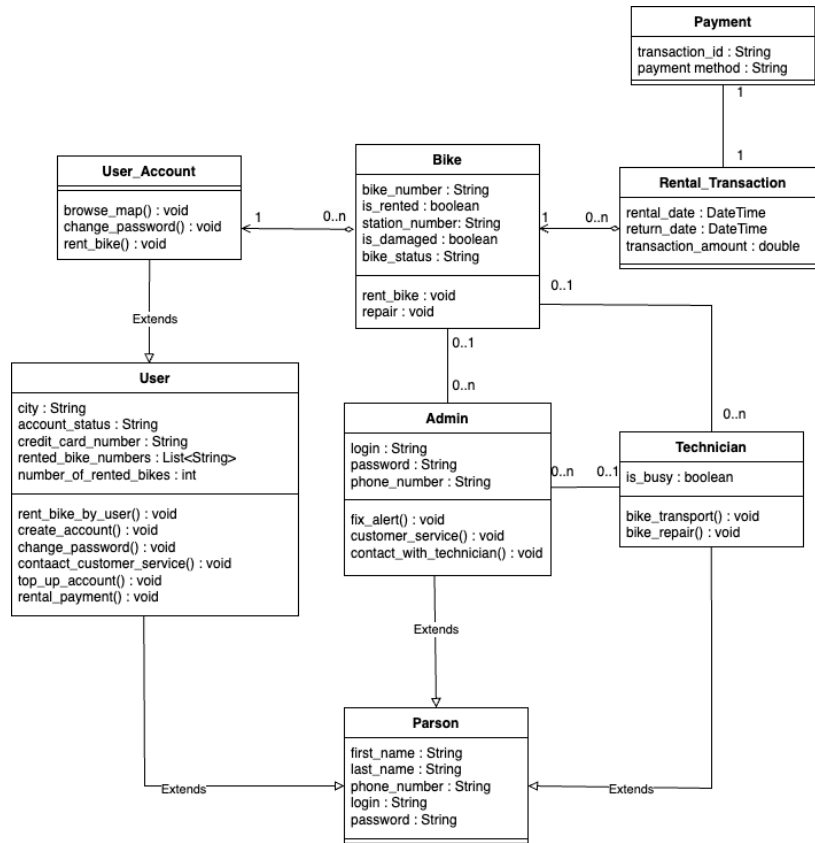 Payment
transaction_id : String
payment method : String
1
1
User_Account
browse_map() : void
change_password() : void
rent_bike() : void
1
0..n
Bike
bike_number : String
is_rented : boolean
station_number: String
is_damaged : boolean
bike_status : String
rent_bike : void
repair : void
1
0..n
Rental_Transaction
rental_date : DateTime
return_date : DateTime
transaction_amount : double
0..1
0..1
0..n
0..n
Extends
User
city : String
account_status : String
credit_card_number : String
rented_bike_numbers : List<String>
number_of_rented_bikes : int
rent_bike_by_user() : void
create_account() : void
change_password() : void
contaact_customer_service() : void
top_up_account() : void
rental_payment() : void
Admin
login : String
password : String
phone_number : String
fix_alert() : void
customer_service() : void
contact_with_technician() : void
0..n
0..1
Technician
is_busy : boolean
bike_transport() : void
bike_repair() : void
Extends
Parson
first_name : String
last_name : String
phone_number : String
login : String
password : String
Extends
Extends